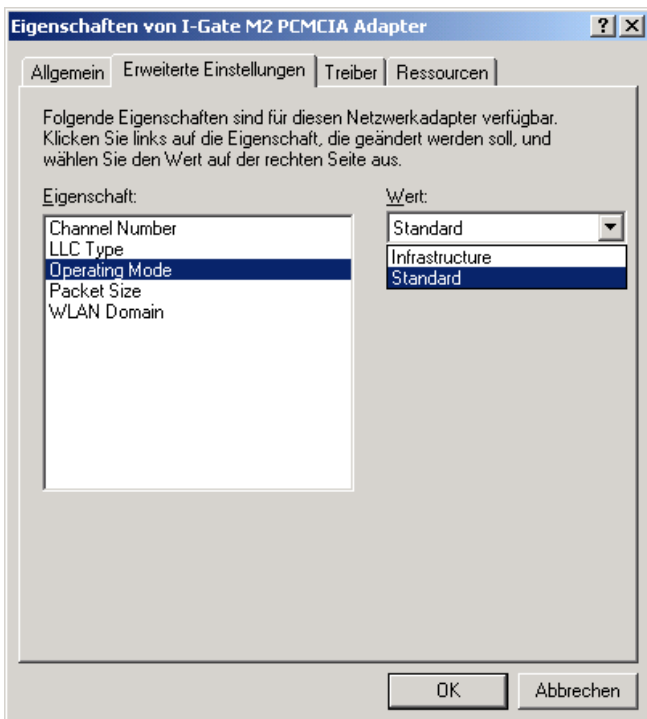 Eigenschaften von I-Gate M2 PCMCIA Adapter
Allgemein Erweiterte Einstellungen Treiber Ressourcen
Folgende Eigenschaften sind für diesen Netzwerkadapter verfügbar.
Klicken Sie links auf die Eigenschaft, die geändert werden soll, und
wählen Sie den Wert auf der rechten Seite aus.
Eigenschaft:
Channel Number
LLC Type
Operating Mode
Packet Size
WLAN Domain
Wert:
Standard
Infrastructure
Standard
OK Abbrechen